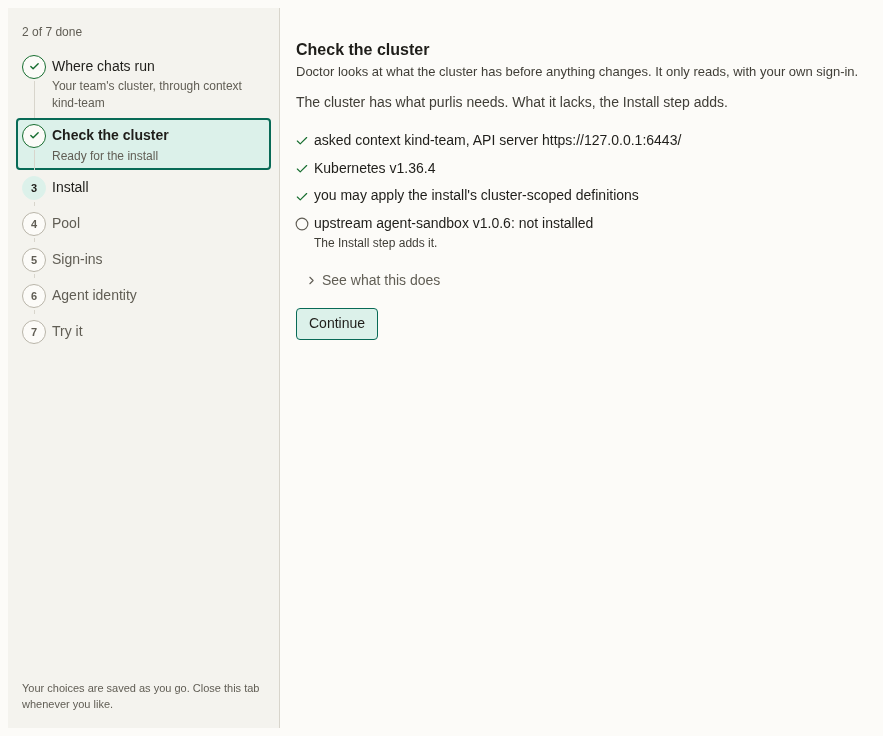 2 of 7 done
Where chats run
Your team's cluster, through context
kind-team
Check the cluster
Ready for the install
3 Install
4 Pool
5 Sign-ins
6 Agent identity
7 Try it
Your choices are saved as you go. Close this tab
whenever you like.
Check the cluster
Doctor looks at what the cluster has before anything changes. It only reads, with your own sign-in.
The cluster has what purlis needs. What it lacks, the Install step adds.
asked context kind-team, API server https://127.0.0.1:6443/
Kubernetes v1.36.4
you may apply the install's cluster-scoped definitions
upstream agent-sandbox v1.0.6: not installed
The Install step adds it.
See what this does
Continue